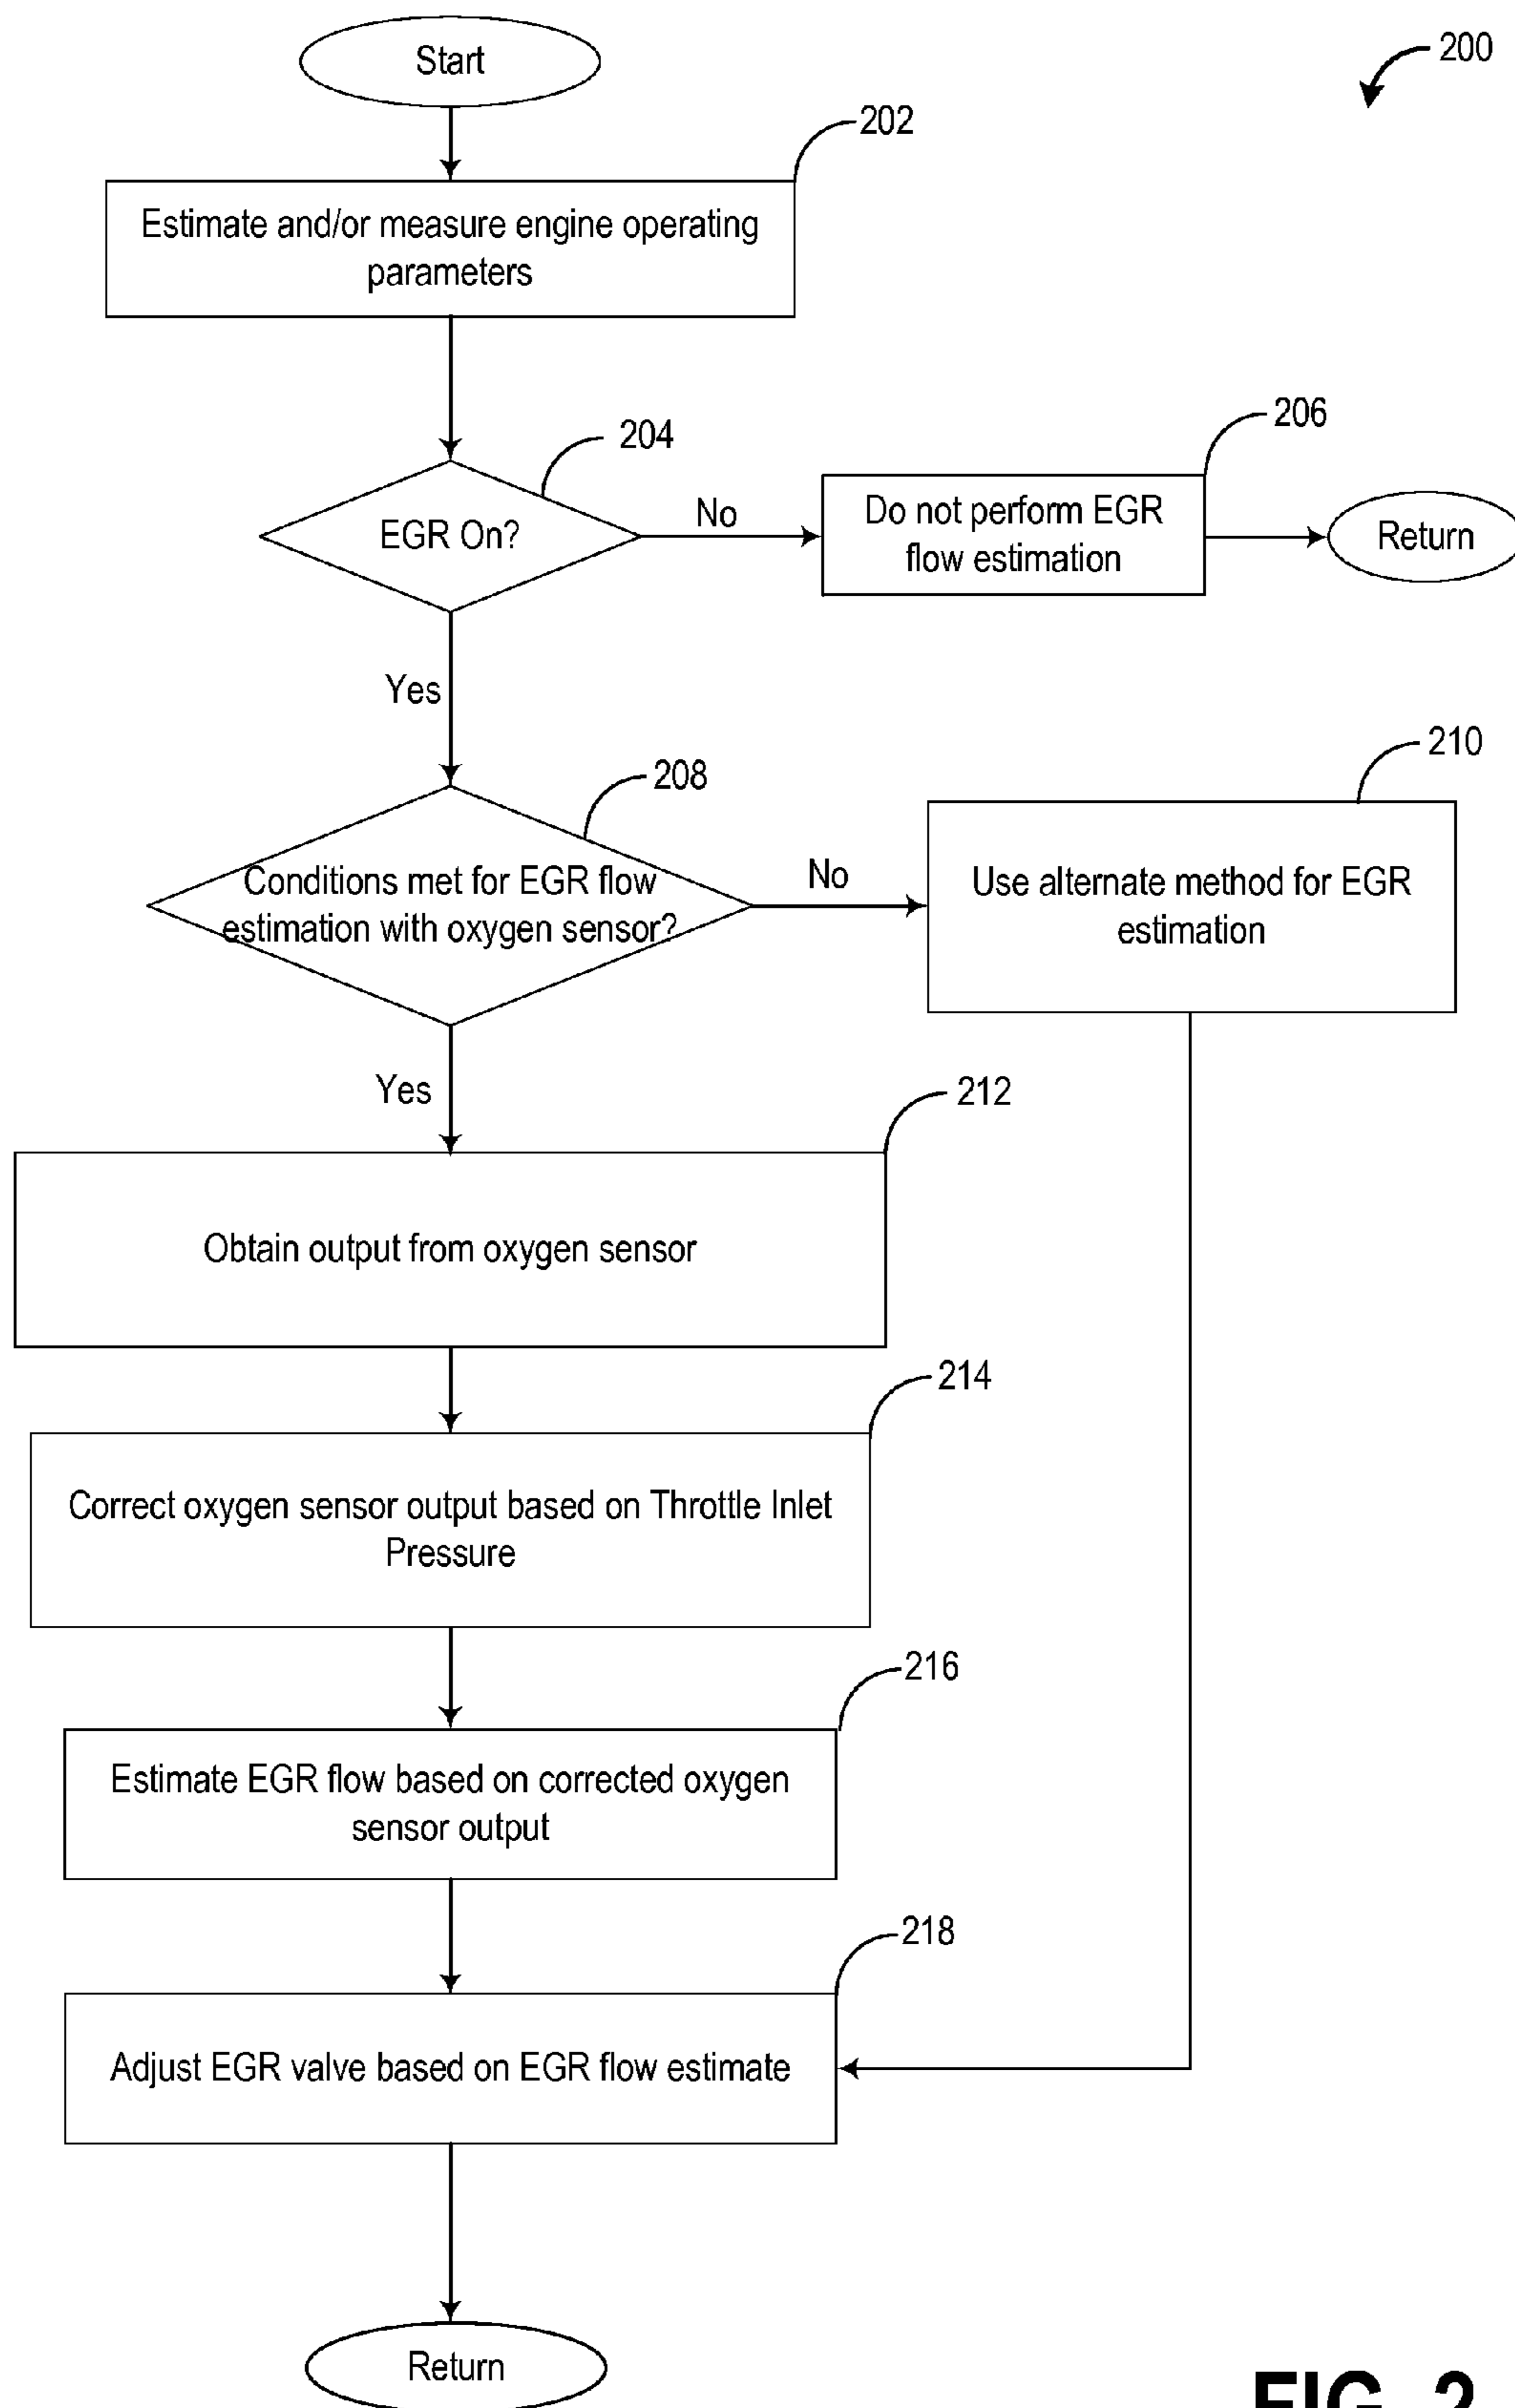 Start
200
202
Estimate and/or measure engine operating
parameters
204
206
EGR On?
No
Do not perform EGR
flow estimation
Return
Yes
208
210
Conditions met for EGR flow
estimation with oxygen sensor?
No
Use alternate method for EGR
estimation
Yes
212
Obtain output from oxygen sensor
214
Correct oxygen sensor output based on Throttle Inlet
Pressure
216
Estimate EGR flow based on corrected oxygen
sensor output
218
Adjust EGR valve based on EGR flow estimate
Return
FIG. 2